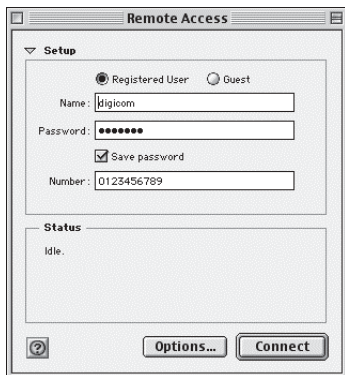 Remote Access
Setup
Registered User Guest
Name: digicom
Password: •••••••
Save password
Number: 0123456789
Status
Idle.
? Options... Connect